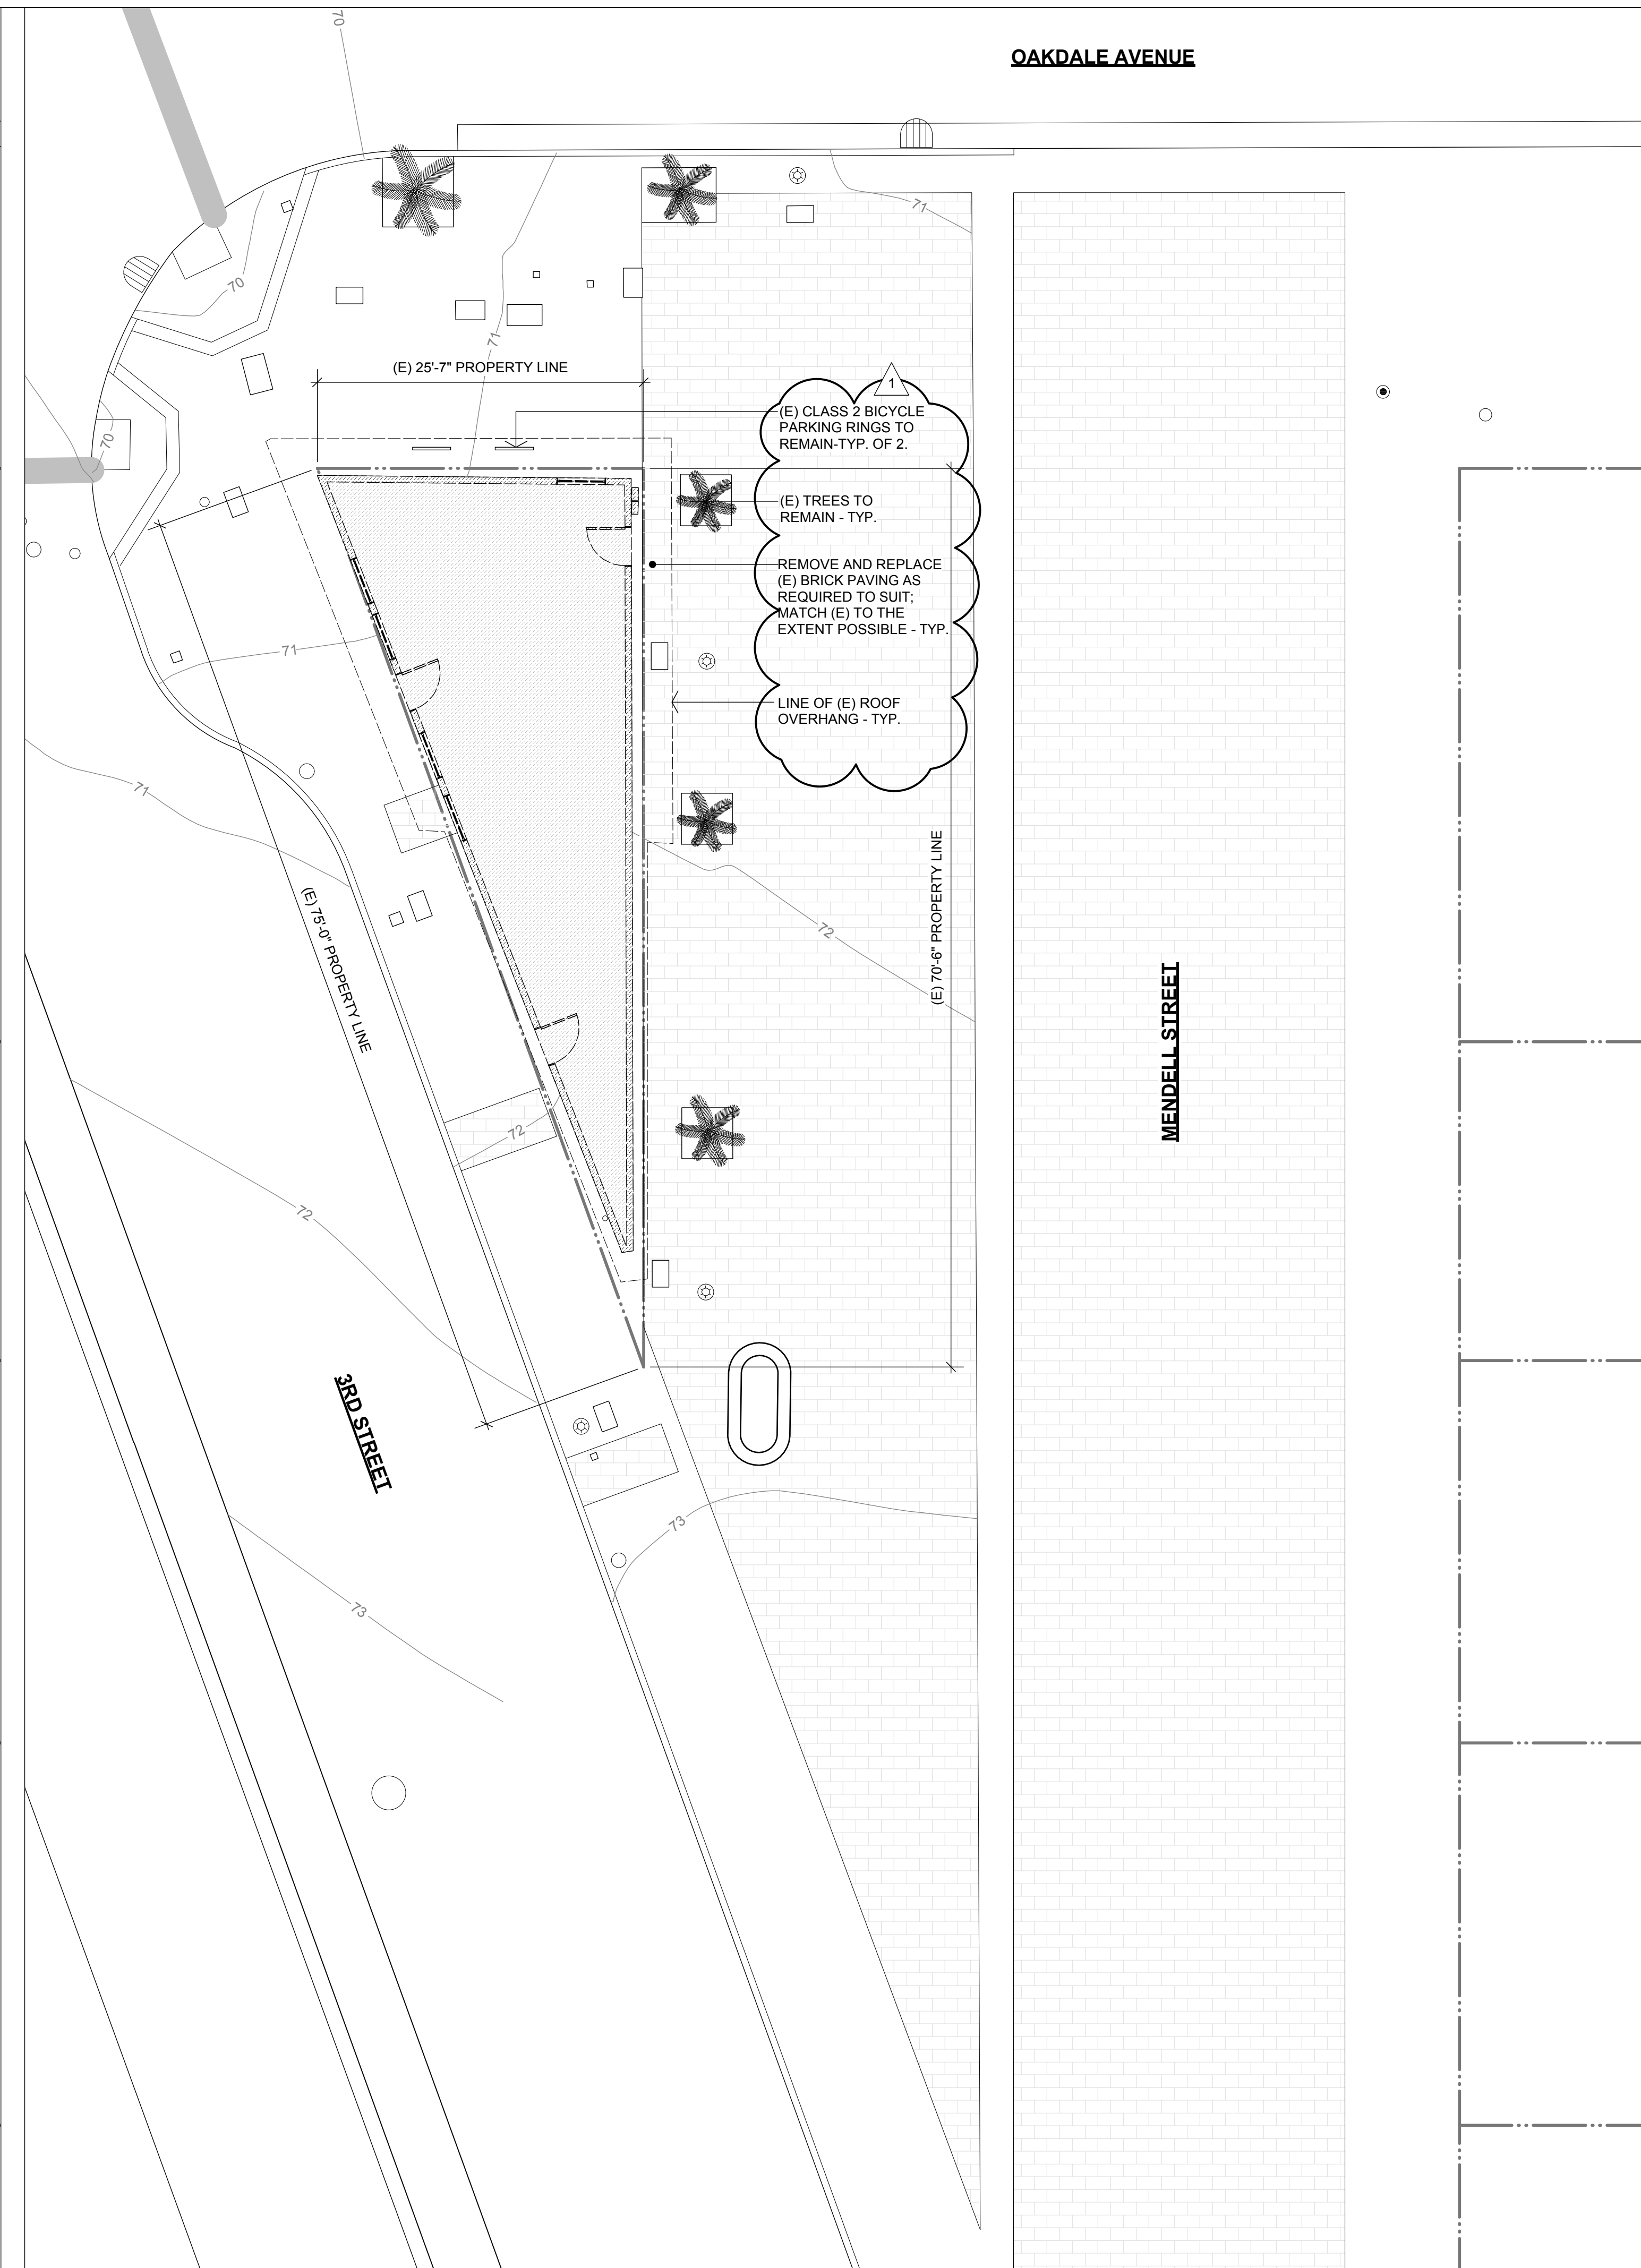 OAKDALE AVENUE
70
71
70
71
(E) 25'-7" PROPERTY LINE
1
(E) CLASS 2 BICYCLE
PARKING RINGS TO
REMAIN-TYP. OF 2.
70
(E) TREES TO
REMAIN - TYP.
REMOVE AND REPLACE
(E) BRICK PAVING AS
REQUIRED TO SUIT;
MATCH (E) TO THE
EXTENT POSSIBLE - TYP.
71
LINE OF (E) ROOF
OVERHANG - TYP.
71
(E) 75'-0" PROPERTY LINE
(E) 70'-6" PROPERTY LINE
72
MENDELL STREET
72
72
3RD STREET
73
73